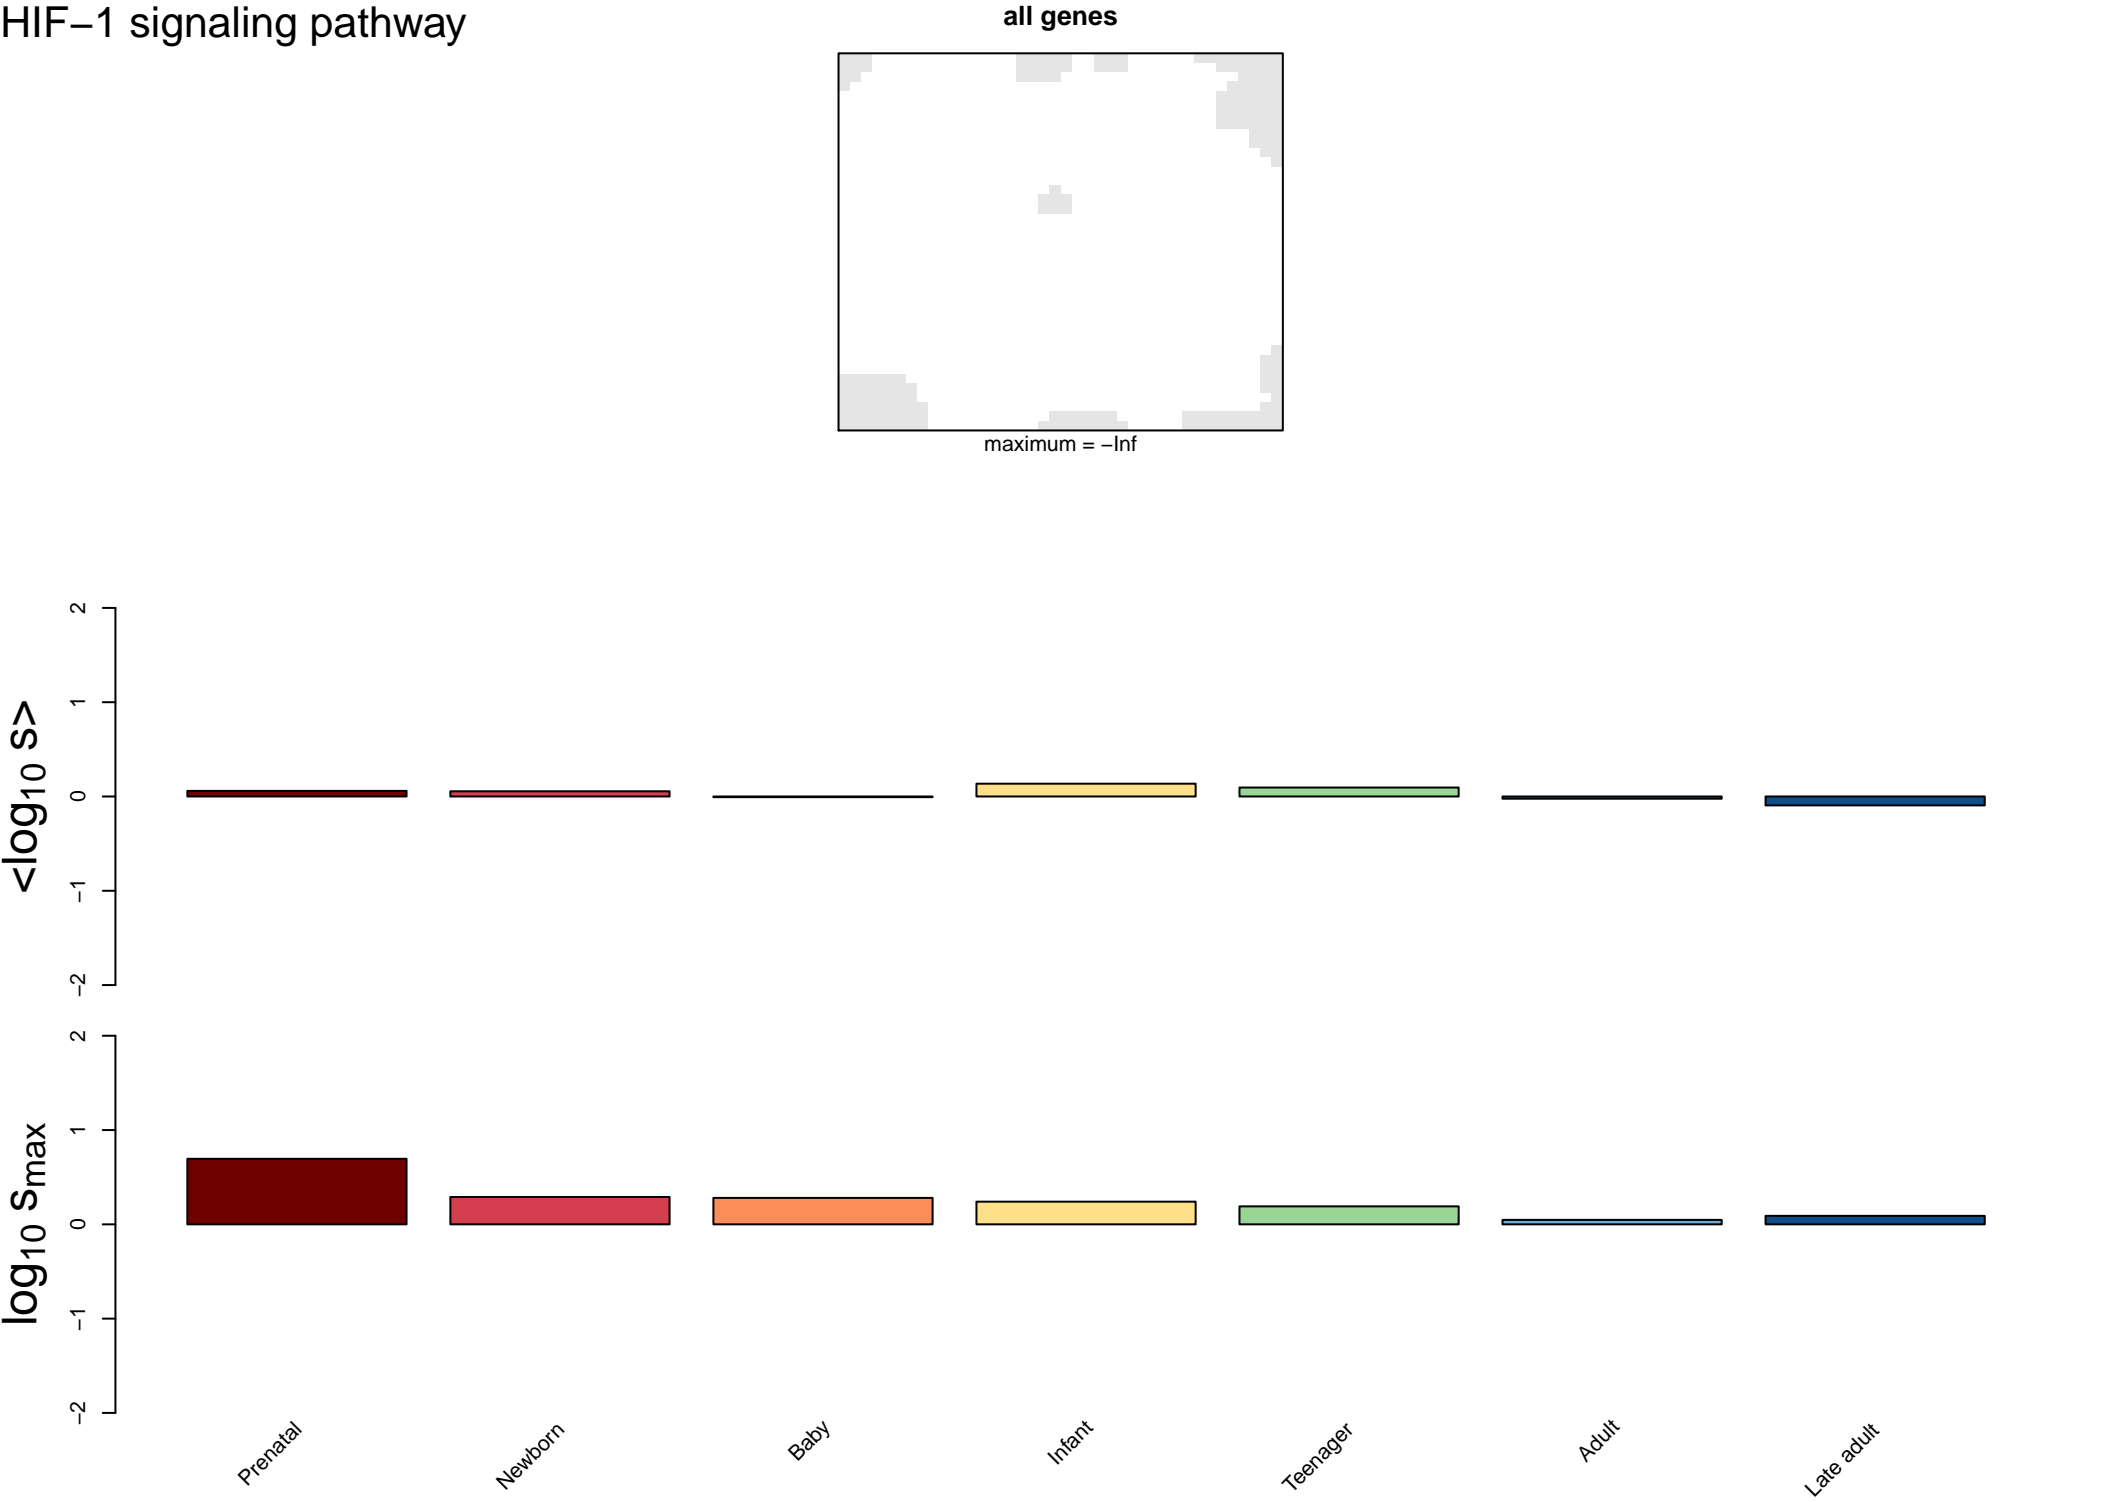 HIF−1 signaling pathway
all genes
maximum = −Inf
<log10 s>
2
1
0
−1
−2
log10 smax
2
1
0
−1
−2
Prenatal
Newborn
Baby
Infant
Teenager
Adult
Late adult